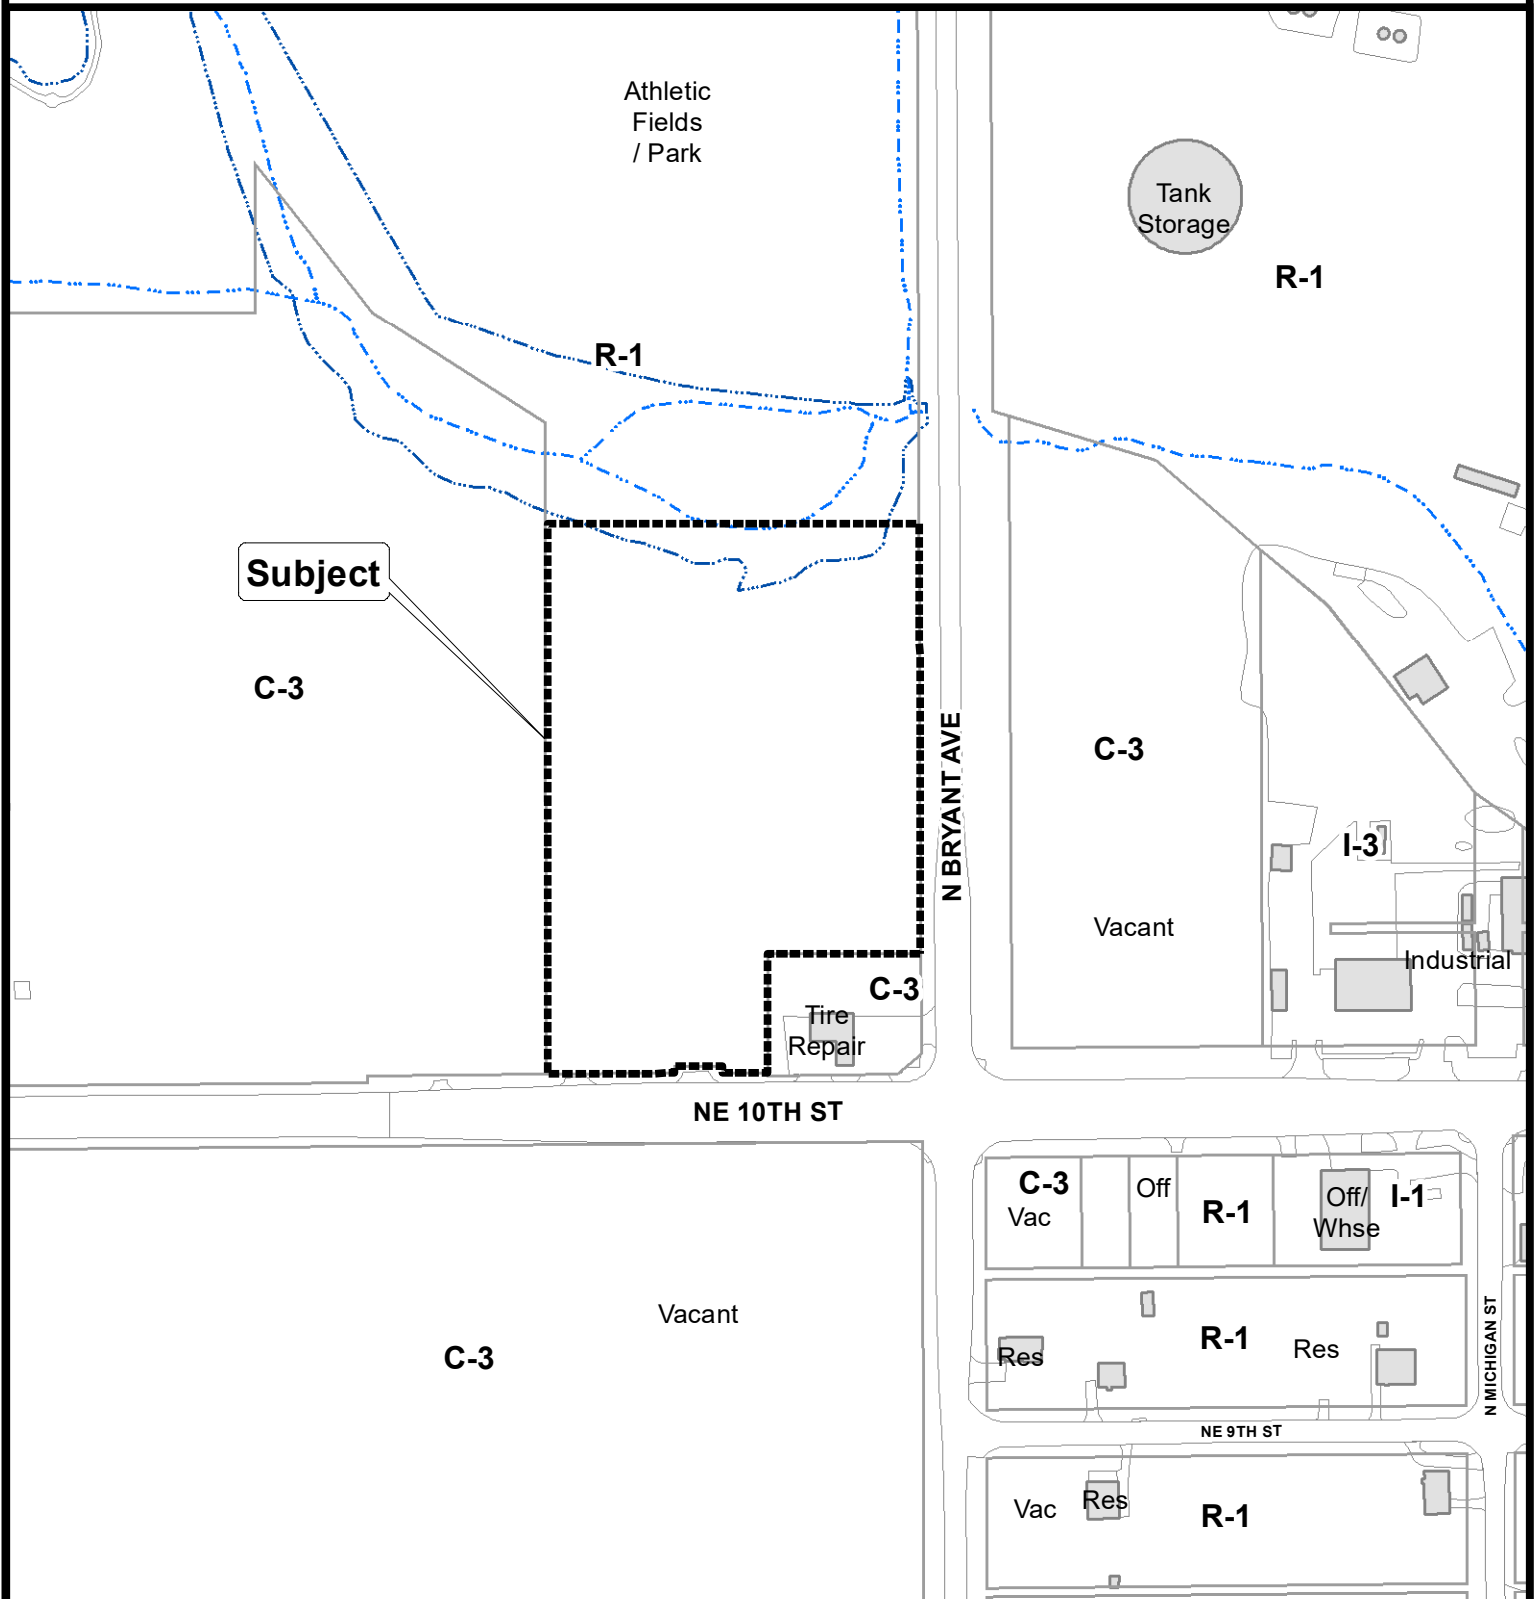 Athletic
Fields
/ Park
Tank
Storage
R-1
R-1
Subject
C-3
C-3
N BRYANT AVE
I-3
Vacant
Industrial
C-3
Tire
Repair
NE 10TH ST
C-3
Vac
Off
R-1
Off/
Whse
I-1
Vacant
C-3
Res
R-1
Res
N MICHIGAN ST
NE 9TH ST
Vac
Res
R-1